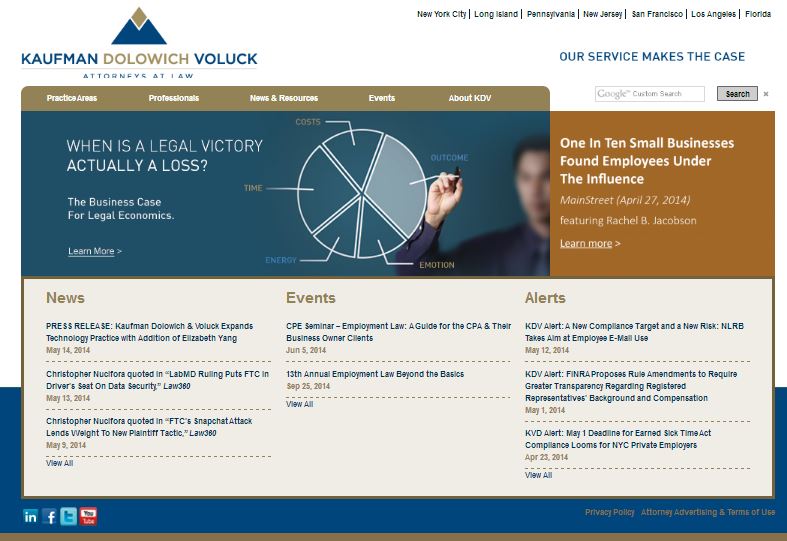 New York City | Long Island | Pennsylvania | New Jersey | San Francisco | Los Angeles | Florida
KAUFMAN DOLOWICH VOLUCK
ATTORNEYS AT LAW
OUR SERVICE MAKES THE CASE
Google™ Custom Search
Search
×
Practice Areas
Professionals
News & Resources
Events
About KDV
WHEN IS A LEGAL VICTORY
ACTUALLY A LOSS?
The Business Case
For Legal Economics.
Learn More >
COSTS
OUTCOME
TIME
ENERGY
EMOTION
One In Ten Small Businesses
Found Employees Under
The Influence
MainStreet (April 27, 2014)
featuring Rachel B. Jacobson
Learn more >
News
PRESS RELEASE: Kaufman Dolowich & Voluck Expands
Technology Practice with Addition of Elizabeth Yang
May 14, 2014
Christopher Nucifora quoted in “LabMD Ruling Puts FTC in
Driver’s Seat On Data Security,” Law360
May 13, 2014
Christopher Nucifora quoted in “FTC’s Snapchat Attack
Lends Weight To New Plaintiff Tactic,” Law360
May 9, 2014
View All
Events
CPE Seminar – Employment Law: A Guide for the CPA & Their
Business Owner Clients
Jun 5, 2014
13th Annual Employment Law Beyond the Basics
Sep 25, 2014
View All
Alerts
KDV Alert: A New Compliance Target and a New Risk: NLRB
Takes Aim at Employee E-Mail Use
May 12, 2014
KDV Alert: FINRA Proposes Rule Amendments to Require
Greater Transparency Regarding Registered
Representatives’ Background and Compensation
May 1, 2014
KVD Alert: May 1 Deadline for Earned Sick Time Act
Compliance Looms for NYC Private Employers
Apr 23, 2014
View All
in
f
t
You
Tube
Privacy Policy
Attorney Advertising & Terms of Use